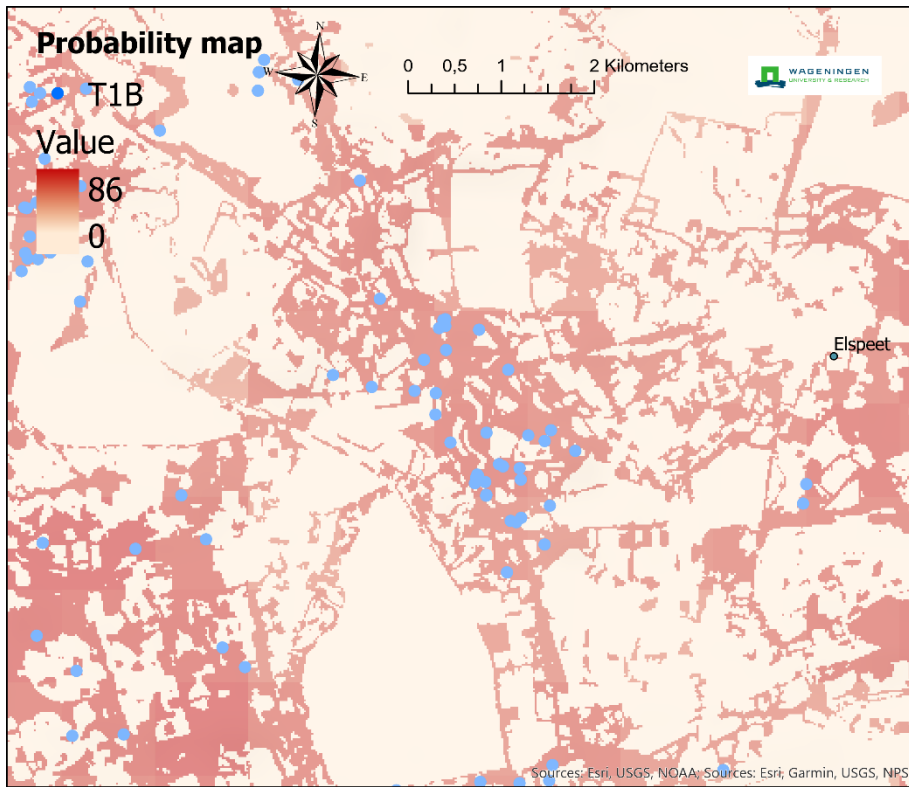 Probability map
T1B
Value
86
0
N
W
E
S
0 0,5 1 2 Kilometers
WAGENINGEN
UNIVERSITY & RESEARCH
Elspeet
Sources: Esri, USGS, NOAA; Sources: Esri, Garmin, USGS, NPS